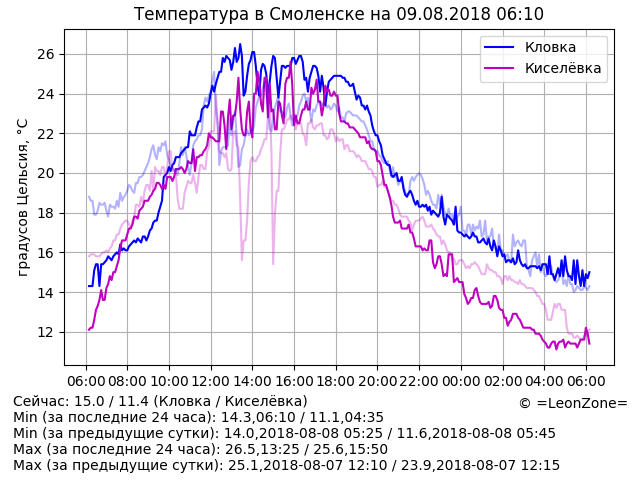 Температура в Смоленске на 09.08.2018 06:10
Кловка
Киселёвка
градусов Цельсия, °C
26
24
22
20
18
16
14
12
06:00 08:00 10:00 12:00 14:00 16:00 18:00 20:00 22:00 00:00 02:00 04:00 06:00
Сейчас: 15.0 / 11.4 (Кловка / Киселёвка)
© =LeonZone=
Min (за последние 24 часа): 14.3,06:10 / 11.1,04:35
Min (за предыдущие сутки): 14.0,2018-08-08 05:25 / 11.6,2018-08-08 05:45
Max (за последние 24 часа): 26.5,13:25 / 25.6,15:50
Max (за предыдущие сутки): 25.1,2018-08-07 12:10 / 23.9,2018-08-07 12:15